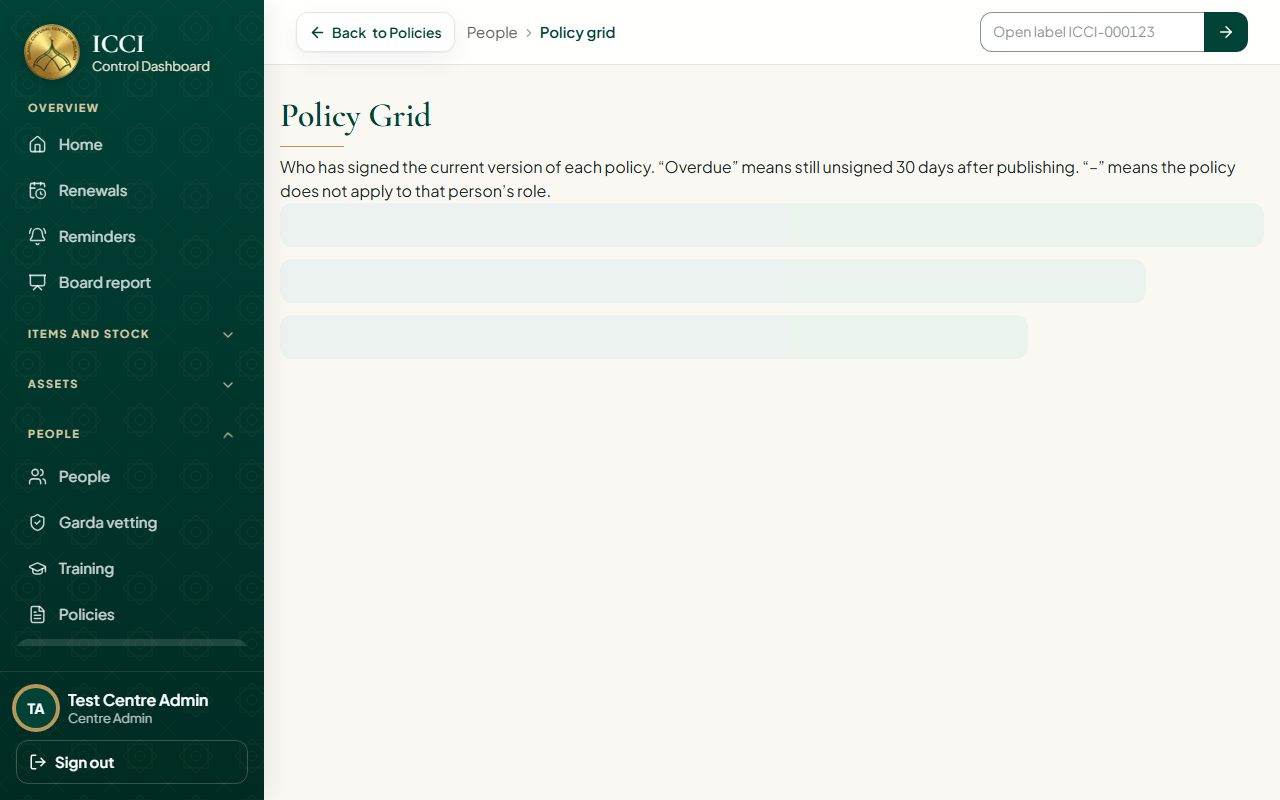 ICCI
Control Dashboard
OVERVIEW
Home
Renewals
Reminders
Board report
ITEMS AND STOCK
ASSETS
PEOPLE
People
Garda vetting
Training
Policies
TA
Test Centre Admin
Centre Admin
Sign out
Back to Policies
People
Policy grid
Open label ICCI-000123
Policy Grid
Who has signed the current version of each policy. “Overdue” means still unsigned 30 days after publishing. “–” means the policy
does not apply to that person’s role.